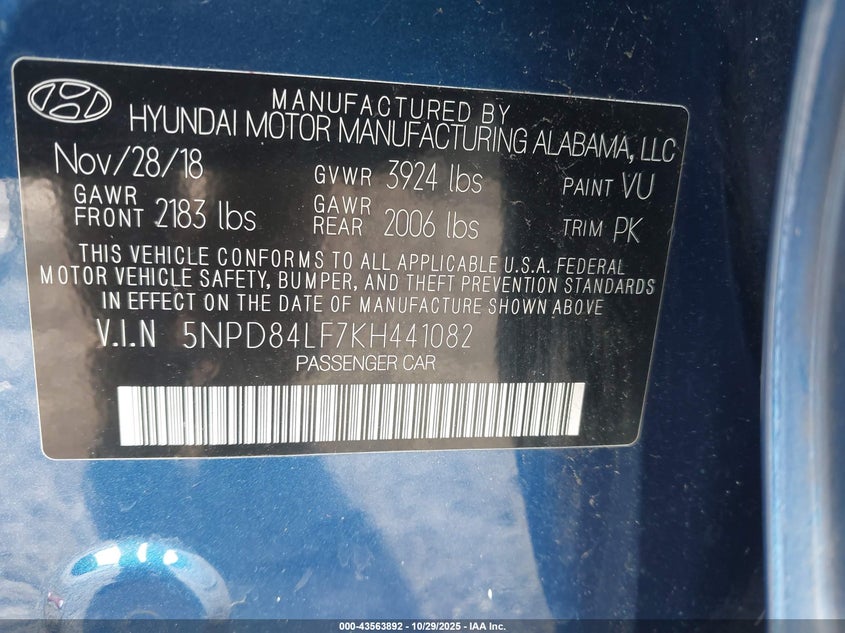 MANUFACTURED BY
HYUNDAI MOTOR MANUFACTURING ALABAMA, LLC
Nov/28/18 GVWR 3924 lbs PAINT VU
GAWR FRONT 2183 lbs GAWR REAR 2006 lbs TRIM PK
THIS VEHICLE CONFORMS TO ALL APPLICABLE U.S.A. FEDERAL
MOTOR VEHICLE SAFETY, BUMPER, AND THEFT PREVENTION STANDARDS
IN EFFECT ON THE DATE OF MANUFACTURE SHOWN ABOVE
V.I.N 5NPD84LF7KH441082
PASSENGER CAR
000-43563892 - 10/29/2025 - IAA Inc.